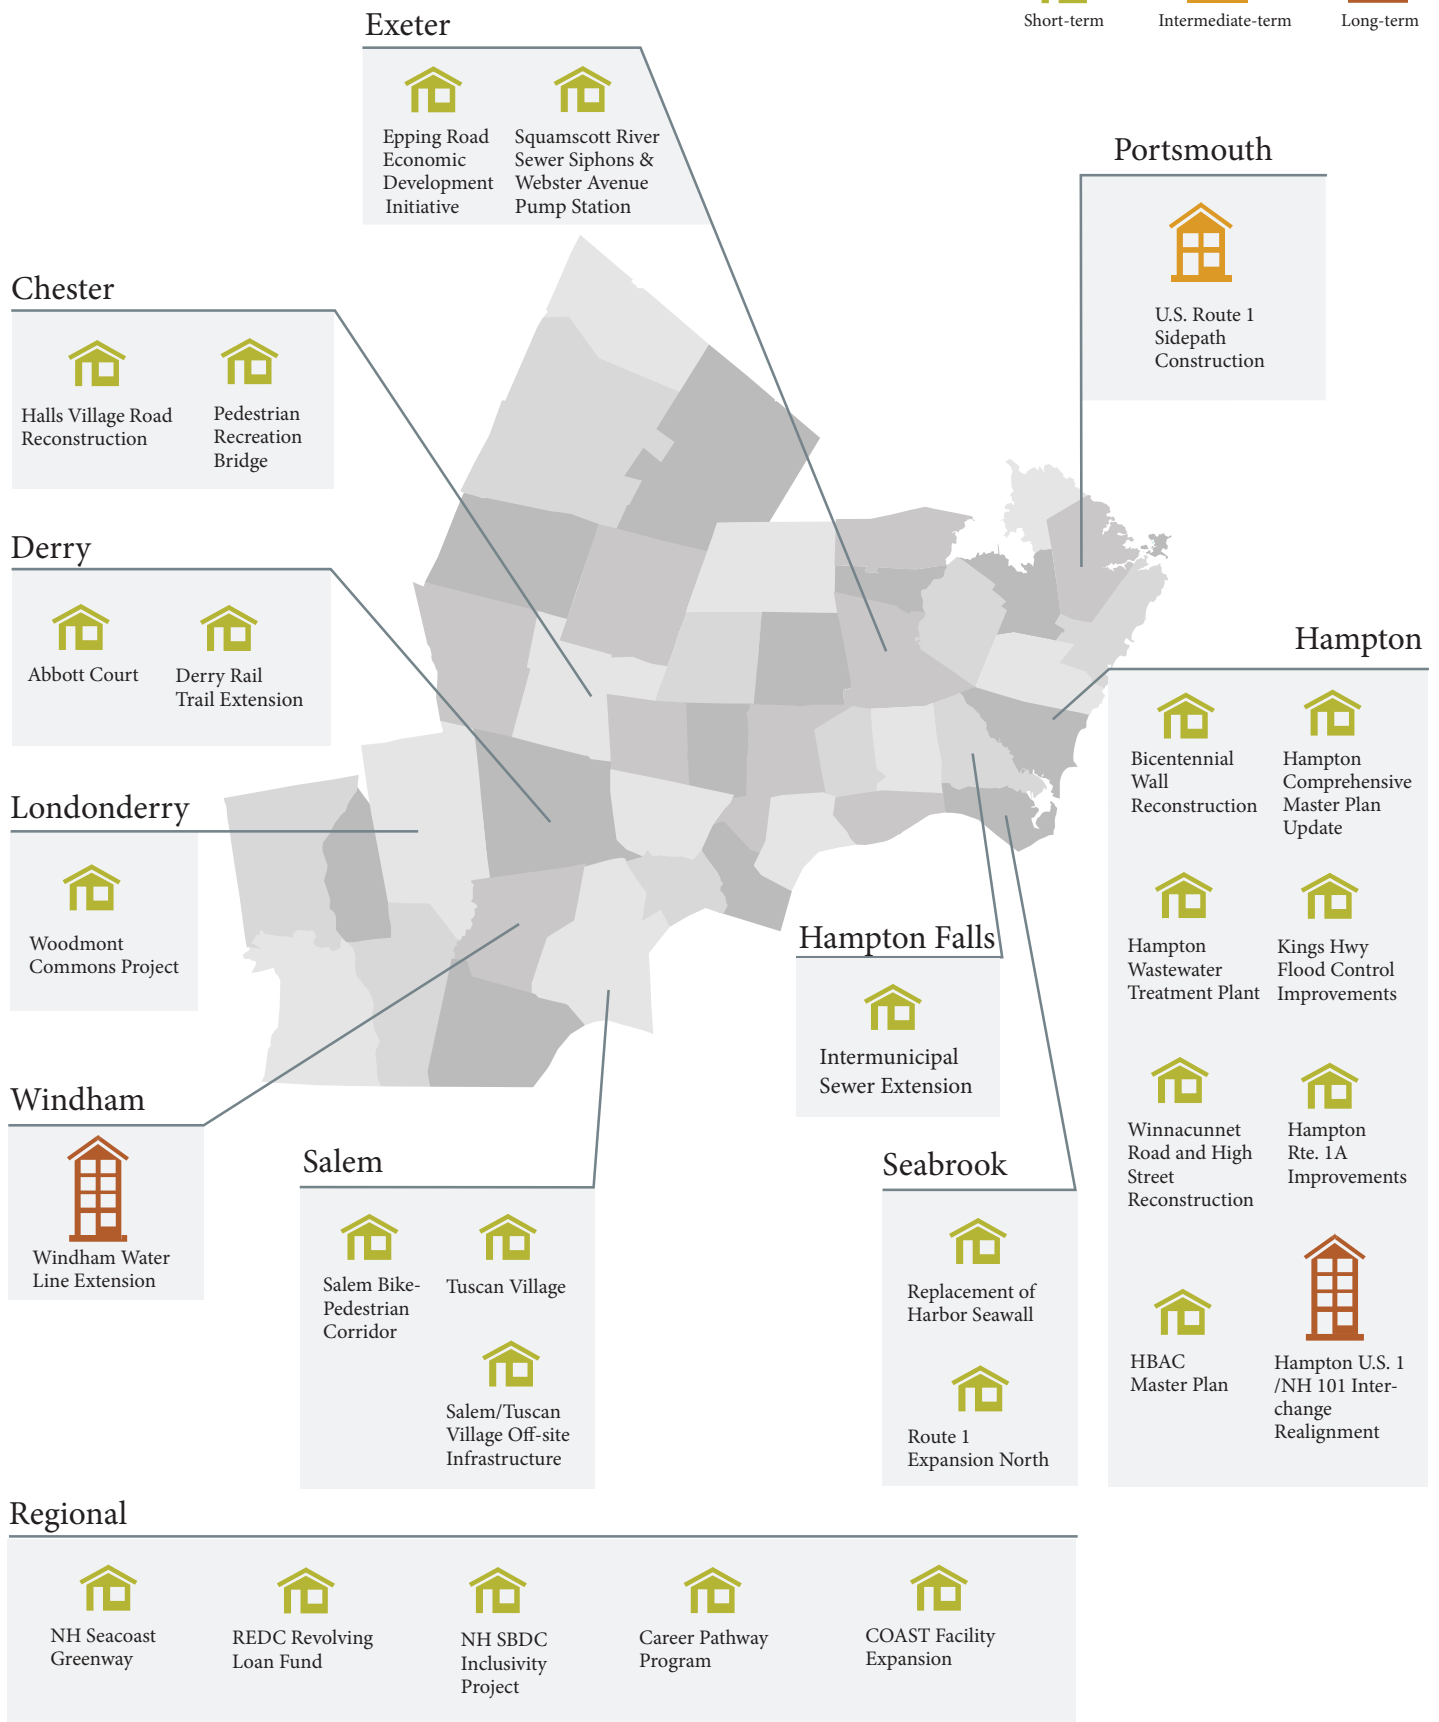 Short-term
Intermediate-term
Long-term
Exeter
Epping Road
Economic
Development
Initiative
Squamscott River
Sewer Siphons &
Webster Avenue
Pump Station
Portsmouth
U.S. Route 1
Sidepath
Construction
Chester
Halls Village Road
Reconstruction
Pedestrian
Recreation
Bridge
Derry
Abbott Court
Derry Rail
Trail Extension
Hampton
Bicentennial
Wall
Reconstruction
Hampton
Comprehensive
Master Plan
Update
Hampton
Wastewater
Treatment Plant
Kings Hwy
Flood Control
Improvements
Winnacunnet
Road and High
Street
Reconstruction
Hampton
Rte. 1A
Improvements
HBAC
Master Plan
Hampton U.S. 1
/NH 101 Inter-
change
Realignment
Londonderry
Woodmont
Commons Project
Hampton Falls
Intermunicipal
Sewer Extension
Windham
Windham Water
Line Extension
Salem
Salem Bike-
Pedestrian
Corridor
Tuscan Village
Salem/Tuscan
Village Off-site
Infrastructure
Seabrook
Replacement of
Harbor Seawall
Route 1
Expansion North
Regional
NH Seacoast
Greenway
REDC Revolving
Loan Fund
NH SBDC
Inclusivity
Project
Career Pathway
Program
COAST Facility
Expansion